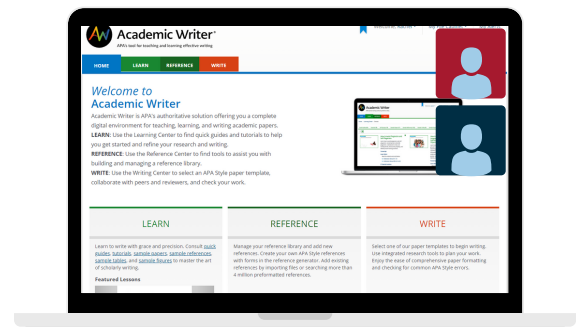 Academic Writer
APA's tool for teaching and learning effective writing
HOME LEARN REFERENCE WRITE
Welcome to
Academic Writer
Academic Writer is APA's authoritative solution offering you a complete
digital environment for teaching, learning, and writing academic papers.
LEARN: Use the Learning Center to find quick guides and tutorials to help
you get started and refine your research and writing.
REFERENCE: Use the Reference Center to find tools to assist you with
building and managing a reference library.
WRITE: Use the Writing Center to select an APA Style paper template,
collaborate with peers and reviewers, and check your work.
Academic Writer
LEARN
Learn to write with grace and precision. Consult quick
guides, tutorials, sample papers, sample references,
sample tables, and sample figures to master the art
of scholarly writing.
Featured Lessons
REFERENCE
Manage your reference library and add new
references. Create your own APA Style references
with forms in the reference generator. Add existing
references by importing files or searching more than
4 million preformatted references.
WRITE
Select one of our paper templates to begin writing.
Use integrated research tools to plan your work.
Enjoy the ease of comprehensive paper formatting
and checking for common APA Style errors.